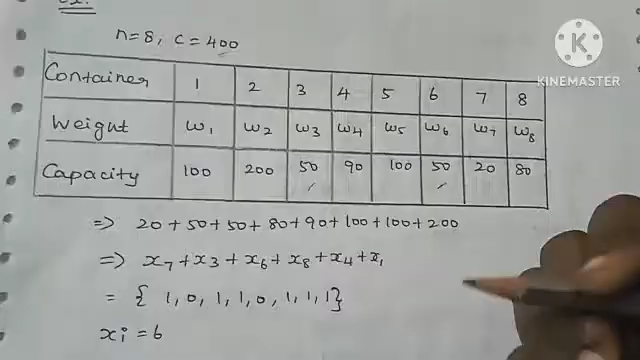 Ex:
n=8, c=400
KINEMASTER
Container 1 2 3 4 5 6 7 8
Weight w₁ w₂ w₃ w₄ w₅ w₆ w₇ w₈
Capacity 100 200 50 90 100 50 20 80
=> 20+50+50+80+90+100+100+200
=> x₇+x₃+x₆+x₈+x₄+x₁
= { 1, 0, 1, 1, 0, 1, 1, 1}
xᵢ = 6